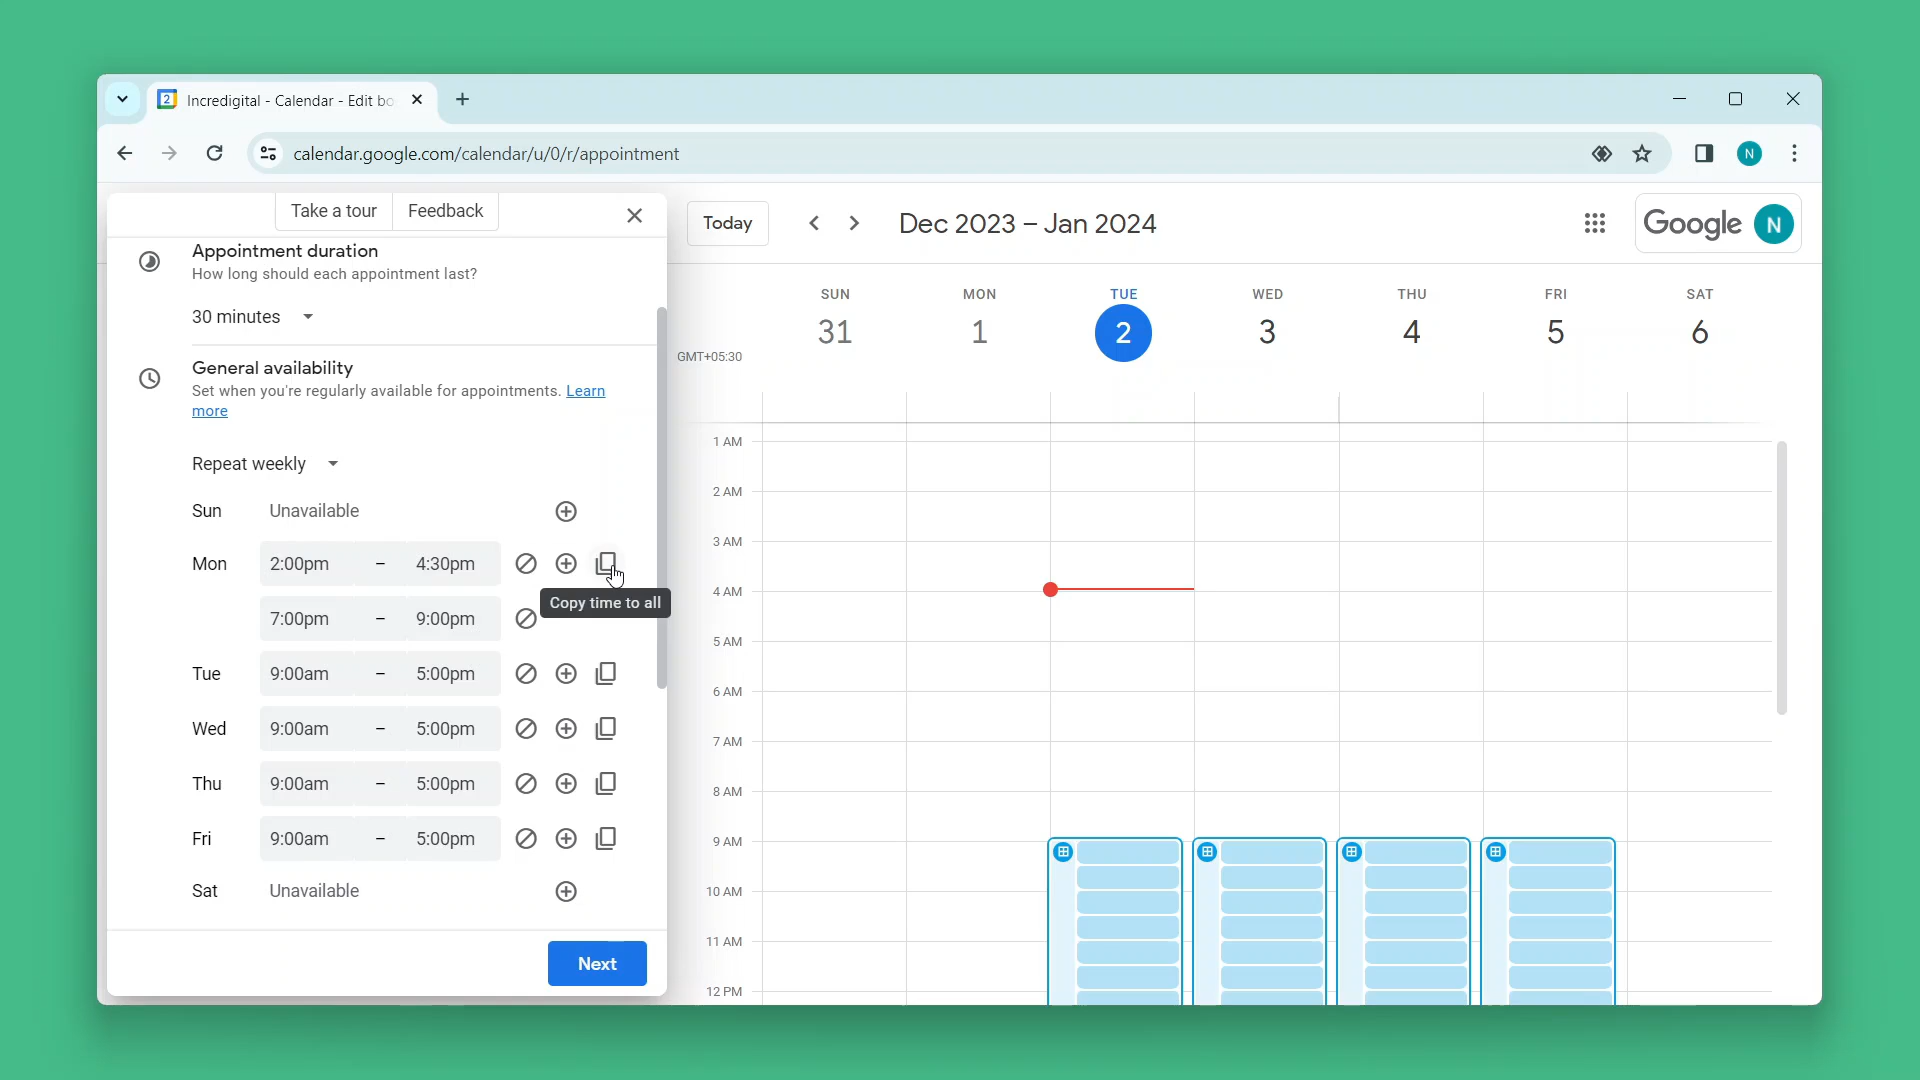 2 Incredigital - Calendar - Edit bo
calendar.google.com/calendar/u/0/r/appointment
N
Take a tour
Feedback
Appointment duration
How long should each appointment last?
30 minutes
General availability
Set when you're regularly available for appointments. Learn
more
Repeat weekly
Sun Unavailable
Mon 2:00pm – 4:30pm
Copy time to all
7:00pm – 9:00pm
Tue 9:00am – 5:00pm
Wed 9:00am – 5:00pm
Thu 9:00am – 5:00pm
Fri 9:00am – 5:00pm
Sat Unavailable
Next
Today
Dec 2023 – Jan 2024
Google N
SUN MON TUE WED THU FRI SAT
31 1 2 3 4 5 6
GMT+05:30
1 AM
2 AM
3 AM
4 AM
5 AM
6 AM
7 AM
8 AM
9 AM
10 AM
11 AM
12 PM